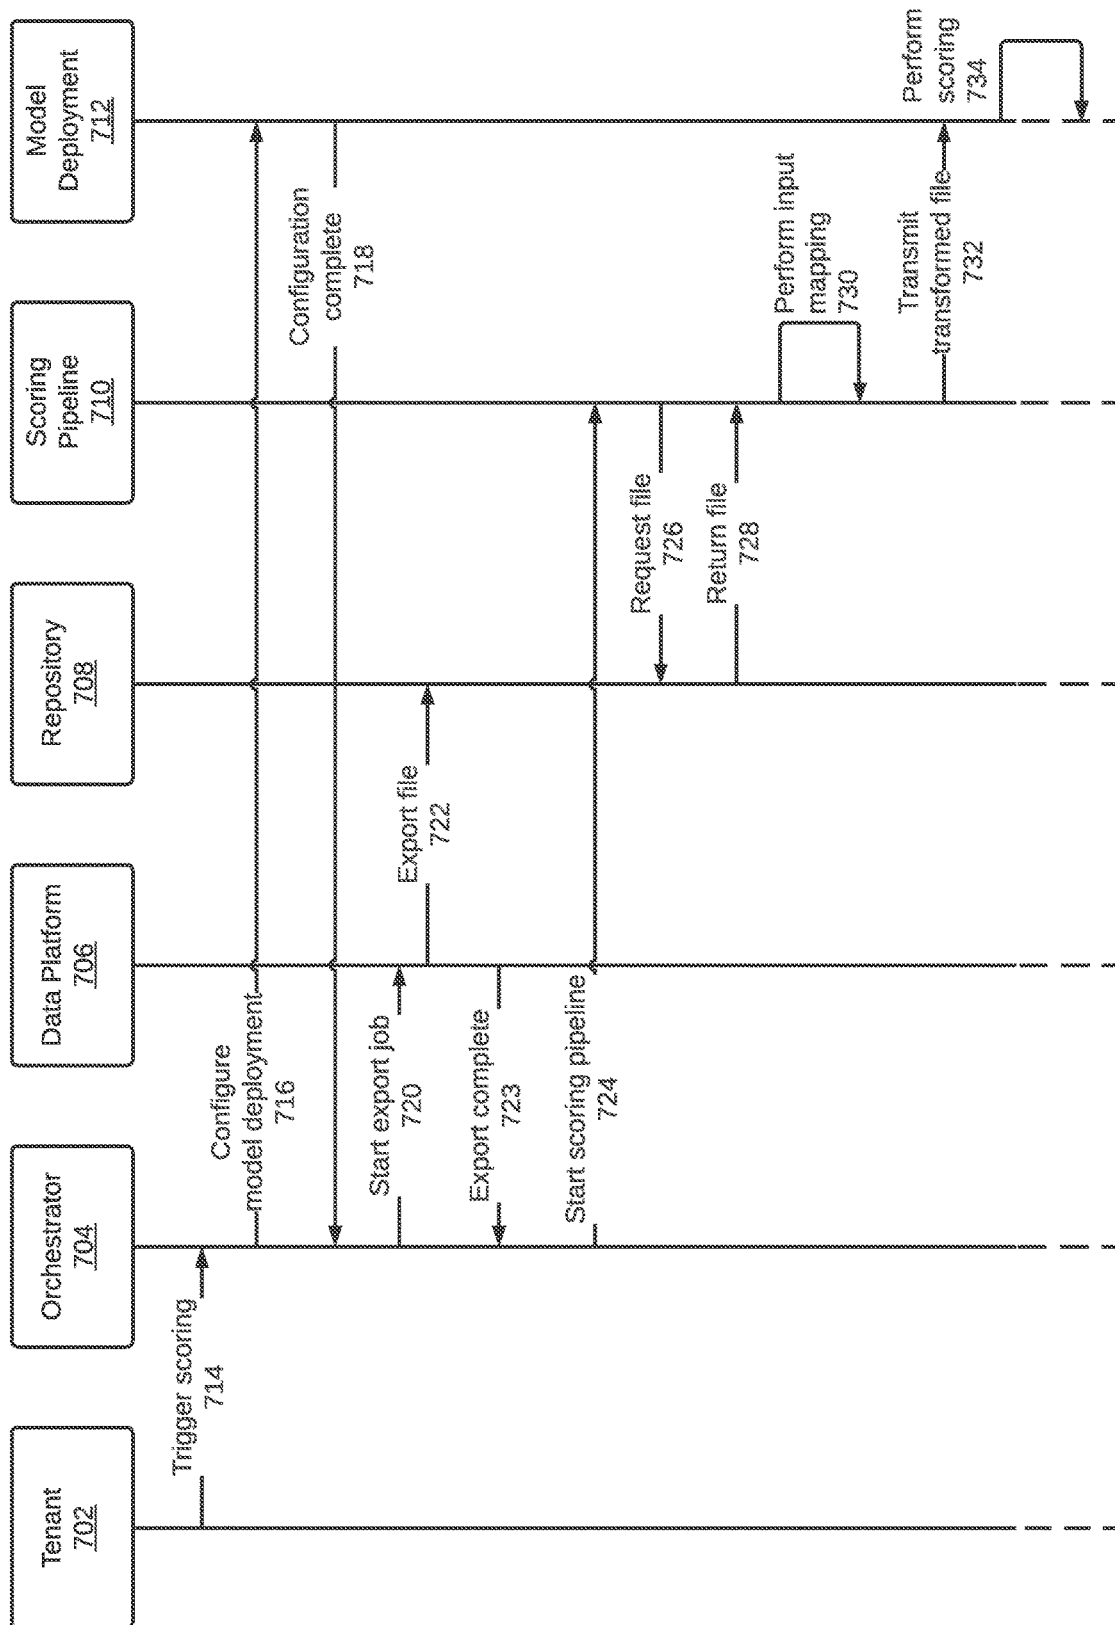 Tenant
702
Orchestrator
704
Data Platform
706
Repository
708
Scoring
Pipeline
710
Model
Deployment
712
Trigger scoring
714
Configure
model deployment
716
Configuration
complete
718
Start export job
720
Export file
722
Export complete
723
Start scoring pipeline
724
Request file
726
Return file
728
Perform input
mapping
730
Transmit
transformed file
732
Perform
scoring
734